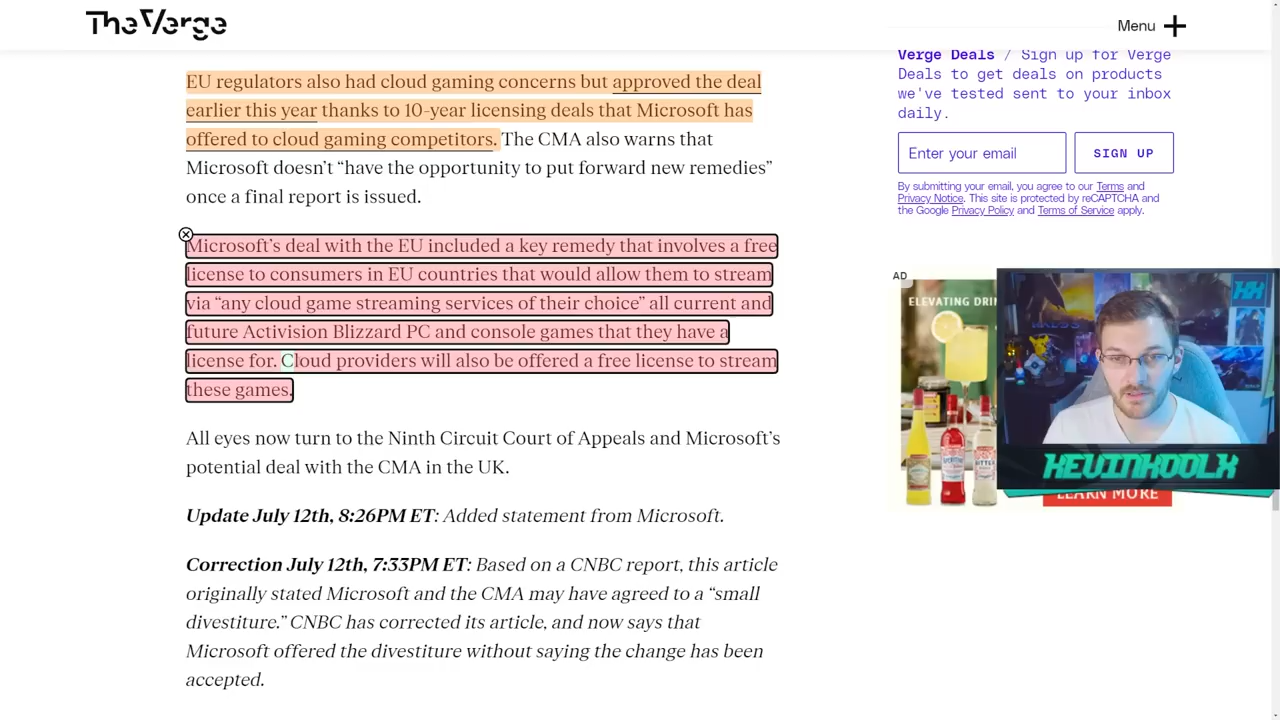 The Verge
Menu
EU regulators also had cloud gaming concerns but approved the deal
earlier this year thanks to 10-year licensing deals that Microsoft has
offered to cloud gaming competitors. The CMA also warns that
Microsoft doesn’t “have the opportunity to put forward new remedies”
once a final report is issued.
Microsoft’s deal with the EU included a key remedy that involves a free
license to consumers in EU countries that would allow them to stream
via “any cloud game streaming services of their choice” all current and
future Activision Blizzard PC and console games that they have a
license for. Cloud providers will also be offered a free license to stream
these games.
All eyes now turn to the Ninth Circuit Court of Appeals and Microsoft’s
potential deal with the CMA in the UK.
Update July 12th, 8:26PM ET: Added statement from Microsoft.
Correction July 12th, 7:33PM ET: Based on a CNBC report, this article
originally stated Microsoft and the CMA may have agreed to a “small
divestiture.” CNBC has corrected its article, and now says that
Microsoft offered the divestiture without saying the change has been
accepted.
Verge Deals / Sign up for Verge
Deals to get deals on products
we've tested sent to your inbox
daily.
Enter your email
SIGN UP
By submitting your email, you agree to our Terms and
Privacy Notice. This site is protected by reCAPTCHA and
the Google Privacy Policy and Terms of Service apply.
AD
ELEVATING
KEVINKOOLX
LEARN MORE